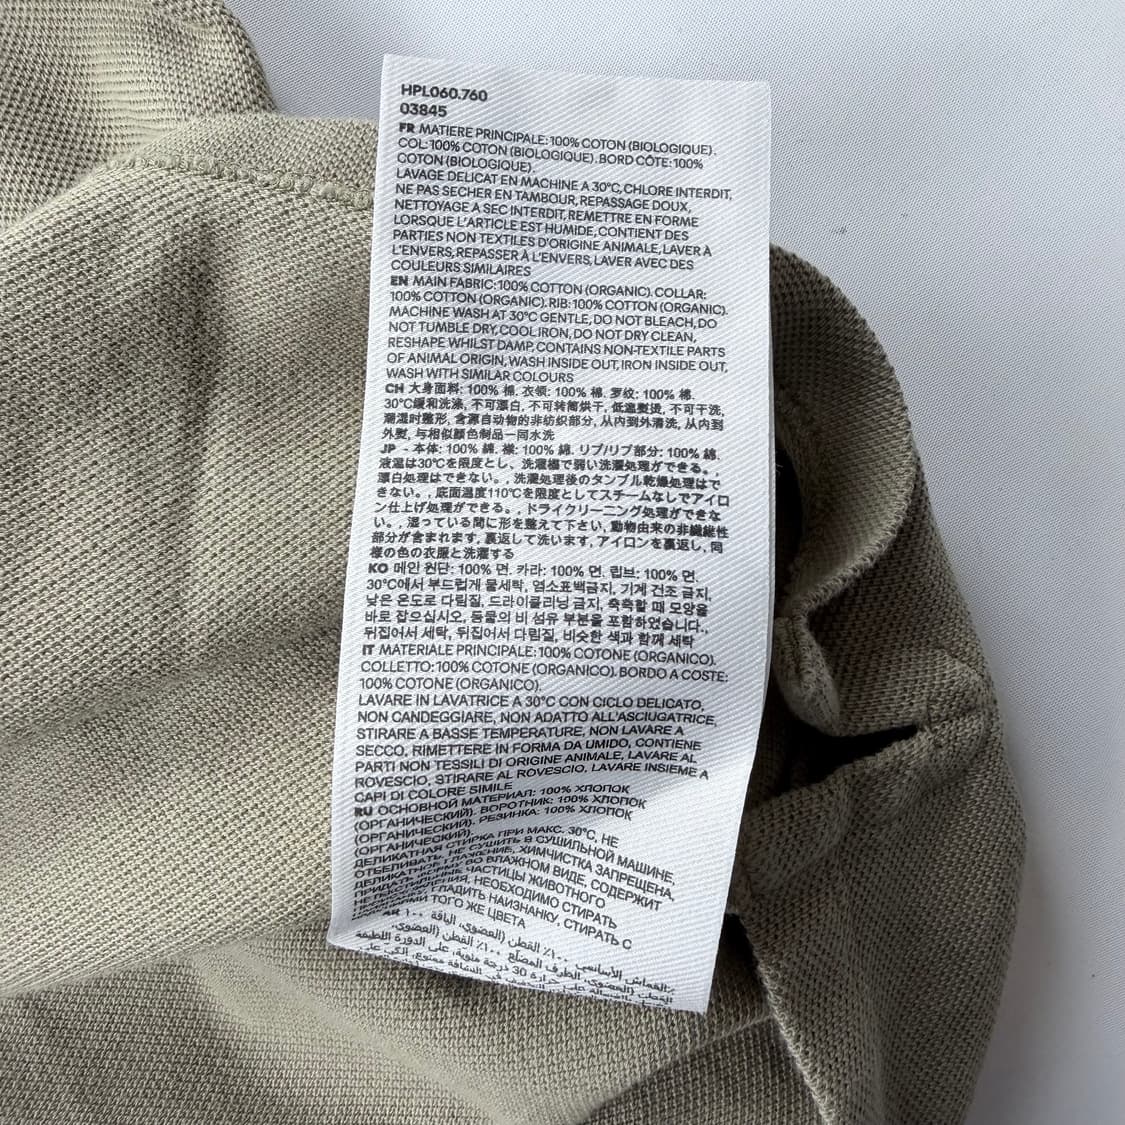 HPL060.760
03845
FR MATIERE PRINCIPALE: 100% COTON (BIOLOGIQUE).
COL: 100% COTON (BIOLOGIQUE). BORD CÔTE: 100%
COTON (BIOLOGIQUE).
LAVAGE DELICAT EN MACHINE A 30°C, CHLORE INTERDIT,
NE PAS SECHER EN TAMBOUR, REPASSAGE DOUX,
NETTOYAGE A SEC INTERDIT, REMETTRE EN FORME
LORSQUE L'ARTICLE EST HUMIDE, CONTIENT DES
PARTIES NON TEXTILES D'ORIGINE ANIMALE, LAVER À
L'ENVERS, REPASSER À L'ENVERS, LAVER AVEC DES
COULEURS SIMILAIRES
EN MAIN FABRIC: 100% COTTON (ORGANIC). COLLAR:
100% COTTON (ORGANIC). RIB: 100% COTTON (ORGANIC).
MACHINE WASH AT 30°C GENTLE, DO NOT BLEACH, DO
NOT TUMBLE DRY, COOL IRON, DO NOT DRY CLEAN,
RESHAPE WHILST DAMP, CONTAINS NON-TEXTILE PARTS
OF ANIMAL ORIGIN, WASH INSIDE OUT, IRON INSIDE OUT,
WASH WITH SIMILAR COLOURS
CH 大身面料: 100% 棉. 衣领: 100% 棉. 罗纹: 100% 棉.
30°C缓和洗涤, 不可漂白, 不可转筒烘干, 低温熨烫, 不可干洗,
潮湿时整形, 含源自动物的非纺织部分, 从内到外清洗, 从内到
外熨, 与相似颜色制品一同水洗
JP - 本体: 100% 綿. 襟: 100% 綿. リブ/リブ部分: 100% 綿.
液温は30℃を限度とし、洗濯機で弱い洗濯処理ができる。,
漂白処理はできない。, 洗濯処理後のタンブル乾燥処理はで
きない。, 底面温度110℃を限度としてスチームなしでアイロ
ン仕上げ処理ができる。, ドライクリーニング処理ができな
い。, 湿っている間に形を整えて下さい, 動物由来の非繊維性
部分が含まれます, 裏返して洗います, アイロンを裏返し, 同
様の色の衣服と洗濯する
KO 메인 원단: 100% 면. 카라: 100% 면. 립브: 100% 면.
30°C에서 부드럽게 물세탁, 염소표백금지, 기계 건조 금지,
낮은 온도로 다림질, 드라이클리닝 금지, 축축할 때 모양을
바로 잡으십시오, 동물의 비 섬유 부분을 포함하였습니다..,
뒤집어서 세탁, 뒤집어서 다림질, 비슷한 색과 함께 세탁
IT MATERIALE PRINCIPALE: 100% COTONE (ORGANICO).
COLLETTO: 100% COTONE (ORGANICO). BORDO A COSTE:
100% COTONE (ORGANICO).
LAVARE IN LAVATRICE A 30°C CON CICLO DELICATO,
NON CANDEGGIARE, NON ADATTO ALL'ASCIUGATRICE,
STIRARE A BASSE TEMPERATURE, NON LAVARE A
SECCO, RIMETTERE IN FORMA DA UMIDO, CONTIENE
PARTI NON TESSILI DI ORIGINE ANIMALE, LAVARE AL
ROVESCIO, STIRARE AL ROVESCIO, LAVARE INSIEME A
CAPI DI COLORE SIMILE
RU ОСНОВНОЙ МАТЕРИАЛ: 100% ХЛОПОК
(ОРГАНИЧЕСКИЙ). ВОРОТНИК: 100% ХЛОПОК
(ОРГАНИЧЕСКИЙ). РЕЗИНКА: 100% ХЛОПОК
(ОРГАНИЧЕСКИЙ).
ДЕЛИКАТНАЯ СТИРКА ПРИ МАКС. 30°C, НЕ
ОТБЕЛИВАТЬ, НЕ СУШИТЬ В СУШИЛЬНОЙ МАШИНЕ,
ДЕЛИКАТНОЕ ГЛАЖЕНИЕ, ХИМЧИСТКА ЗАПРЕЩЕНА,
ПРИДАТЬ ФОРМУ ВО ВЛАЖНОМ ВИДЕ, СОДЕРЖИТ
ЧАСТИЦЫ ЖИВОТНОГО
НЕОБХОДИМО СТИРАТЬ
ГЛАДИТЬ НАИЗНАНКУ, СТИРАТЬ С
ТОГО ЖЕ ЦВЕТА
AR القماش الأساسي: ١٠٠٪ القطن (العضوي). الياقة: ١٠٠٪
القطن (العضوي). الطرف المضلع: ١٠٠٪ القطن (العضوي).
حرارة 30 درجة مئوية، على الدورة اللطيفة